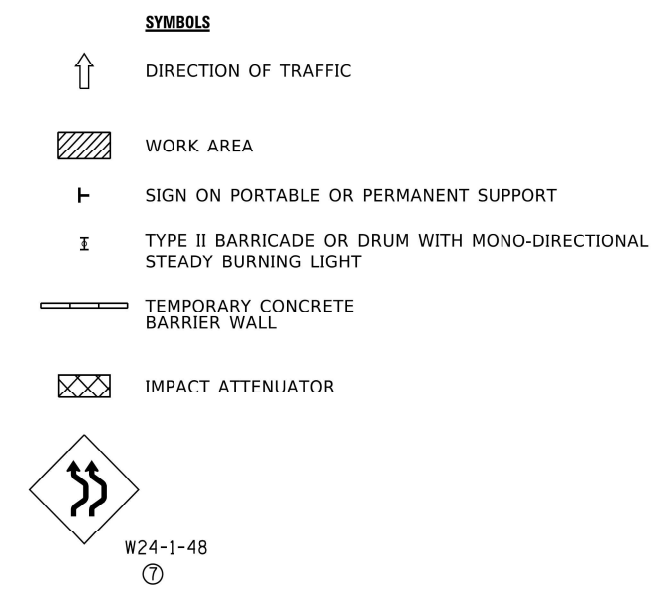 SYMBOLS
DIRECTION OF TRAFFIC
WORK AREA
SIGN ON PORTABLE OR PERMANENT SUPPORT
TYPE II BARRICADE OR DRUM WITH MONO-DIRECTIONAL
STEADY BURNING LIGHT
TEMPORARY CONCRETE
BARRIER WALL
IMPACT ATTENUATOR
W24-1-48
7